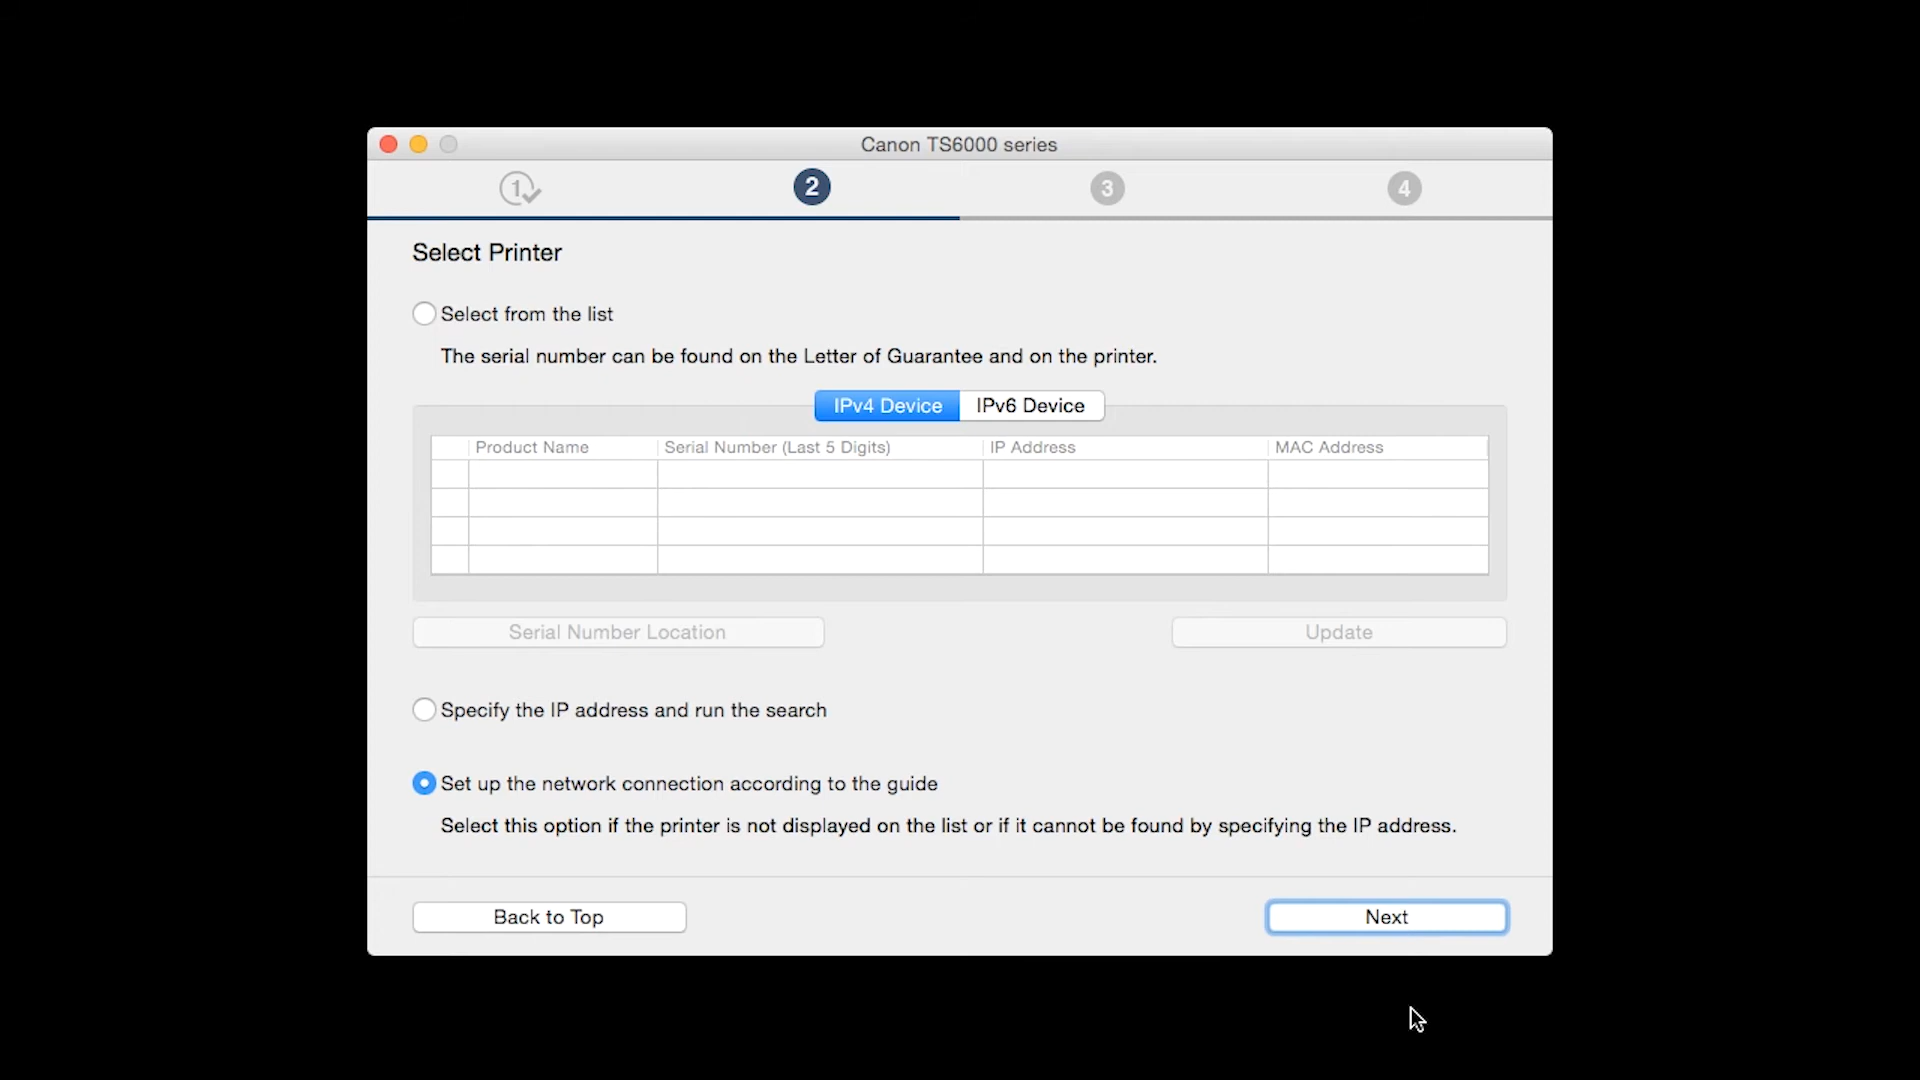 Canon TS6000 series
1 2 3 4
Select Printer
Select from the list
The serial number can be found on the Letter of Guarantee and on the printer.
IPv4 Device IPv6 Device
Product Name Serial Number (Last 5 Digits) IP Address MAC Address
Serial Number Location Update
Specify the IP address and run the search
Set up the network connection according to the guide
Select this option if the printer is not displayed on the list or if it cannot be found by specifying the IP address.
Back to Top Next